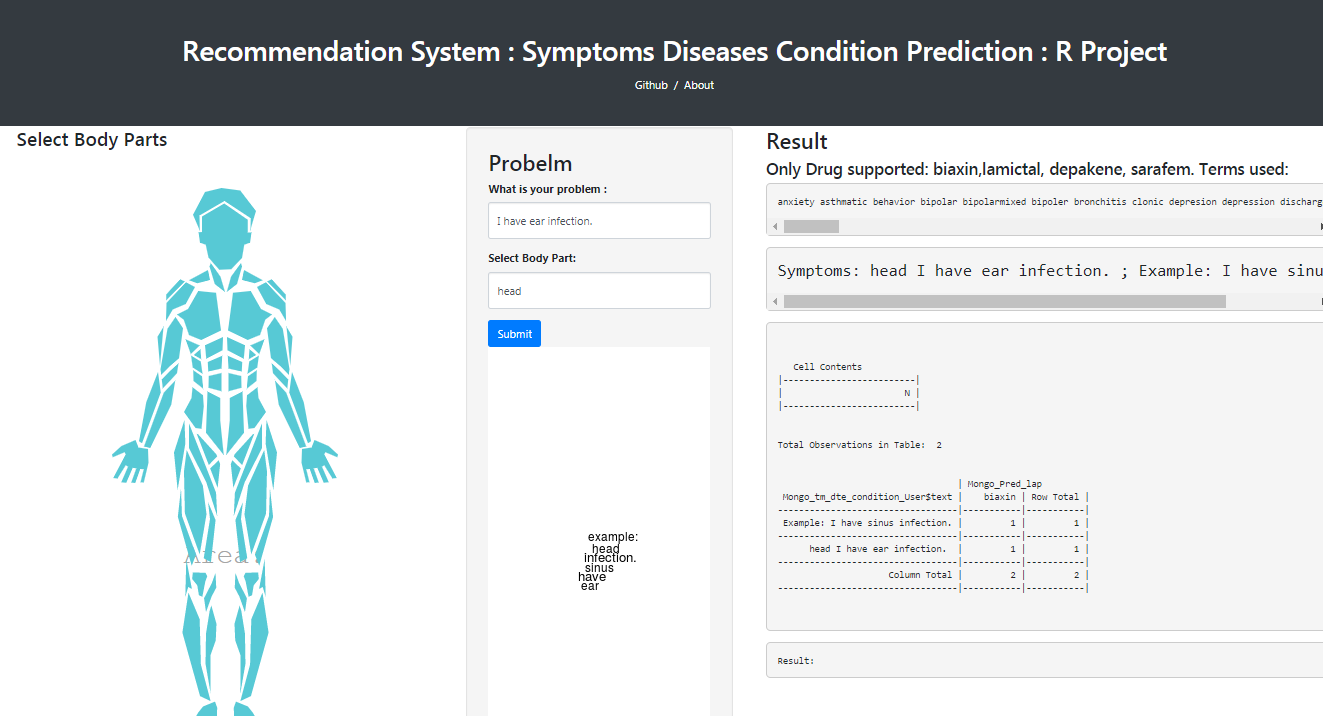 Recommendation System : Symptoms Diseases Condition Prediction : R Project
Github / About
Select Body Parts
Area:
Probelm
What is your problem :
I have ear infection.
Select Body Part:
head
Submit
example:
head
infection.
sinus
have
ear
Result
Only Drug supported: biaxin,lamictal, depakene, sarafem. Terms used:
anxiety asthmatic behavior bipolar bipolarmixed bipoler bronchitis clonic depresion depression discharg
Symptoms: head I have ear infection. ; Example: I have sinu
Cell Contents
|-------------------------|
| N |
|-------------------------|
Total Observations in Table: 2
| Mongo_Pred_lap
Mongo_tm_dte_condition_User$text | biaxin | Row Total |
---------------------------------|-----------|-----------|
Example: I have sinus infection. | 1 | 1 |
---------------------------------|-----------|-----------|
head I have ear infection. | 1 | 1 |
---------------------------------|-----------|-----------|
Column Total | 2 | 2 |
---------------------------------|-----------|-----------|
Result: